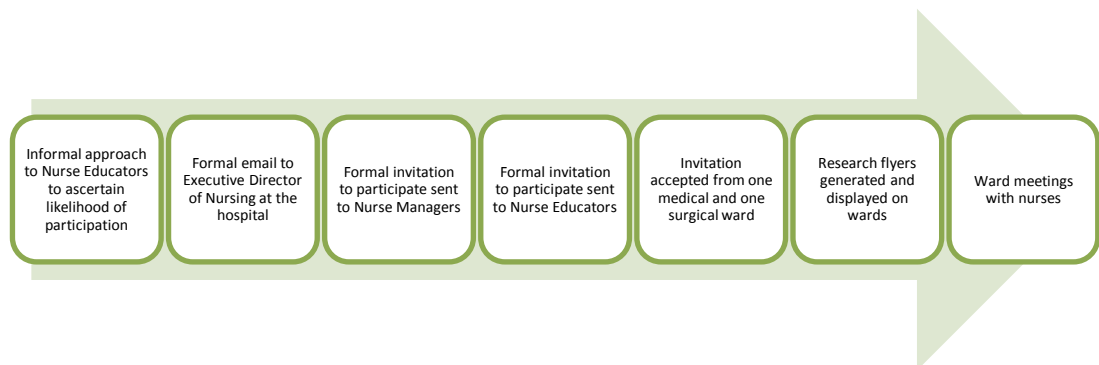 Informal approach
to Nurse Educators
to ascertain
likelihood of
participation
Formal email to
Executive Director
of Nursing at the
hospital
Formal invitation
to participate sent
to Nurse Managers
Formal invitation
to participate sent
to Nurse Educators
Invitation
accepted from one
medical and one
surgical ward
Research flyers
generated and
displayed on
wards
Ward meetings
with nurses